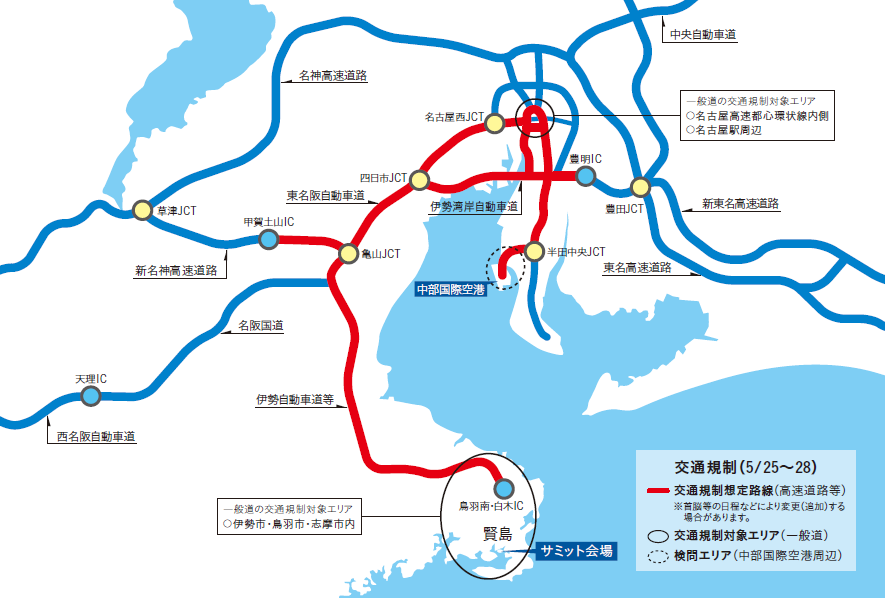 中央自動車道
名神高速道路
一般道の交通規制対象エリア
○名古屋高速都心環状線内側
○名古屋駅周辺
名古屋西JCT
豊明IC
四日市JCT
東名阪自動車道
伊勢湾岸自動車道
豊田JCT
新東名高速道路
草津JCT
甲賀土山IC
亀山JCT
半田中央JCT
新名神高速道路
東名高速道路
中部国際空港
名阪国道
天理IC
伊勢自動車道等
西名阪自動車道
交通規制(5/25～28)
交通規制想定路線(高速道路等)
※首脳等の日程などにより変更(追加)する
場合があります。
交通規制対象エリア(一般道)
検問エリア(中部国際空港周辺)
一般道の交通規制対象エリア
○伊勢市・鳥羽市・志摩市内
鳥羽南・白木IC
賢島
サミット会場